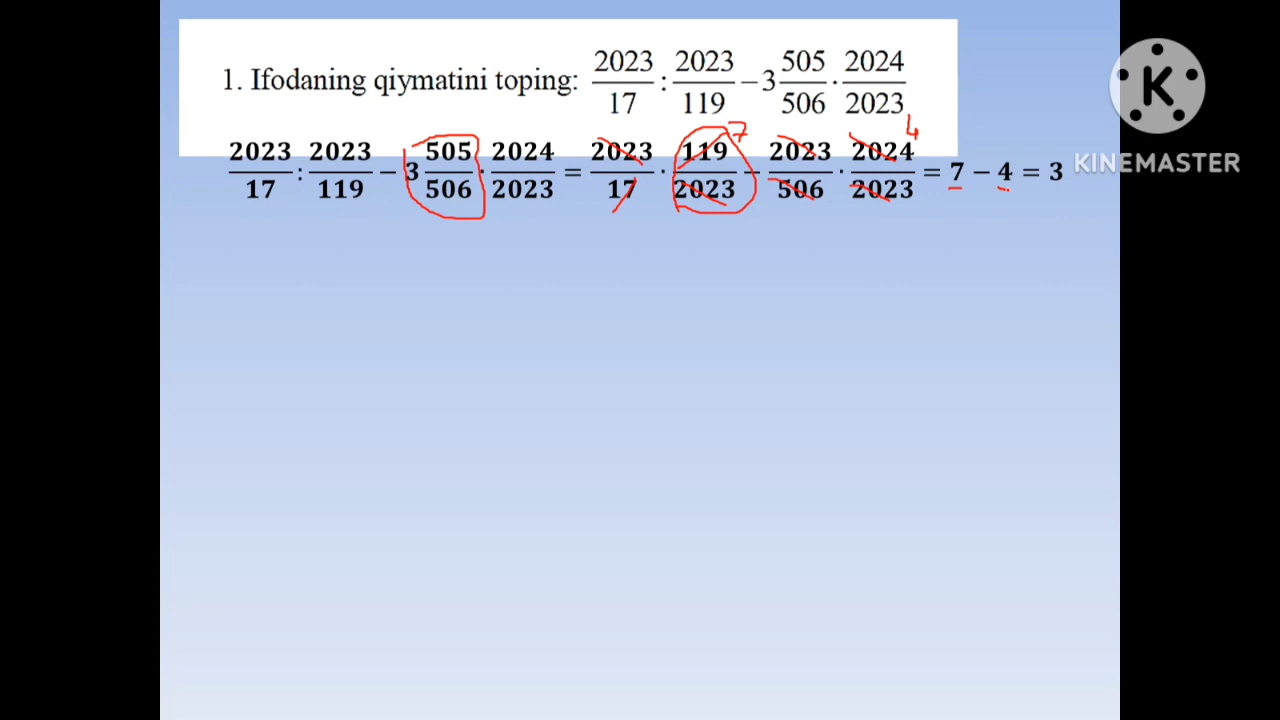 1. Ifodaning qiymatini toping: 2023/17 : 2023/119 − 3 505/506 · 2024/2023
2023/17 : 2023/119 − 3 505/506 · 2024/2023 = 2023/17 · 119/2023 − 2023/506 · 2024/2023 = 7 − 4 = 3
7
4
K
KINEMASTER